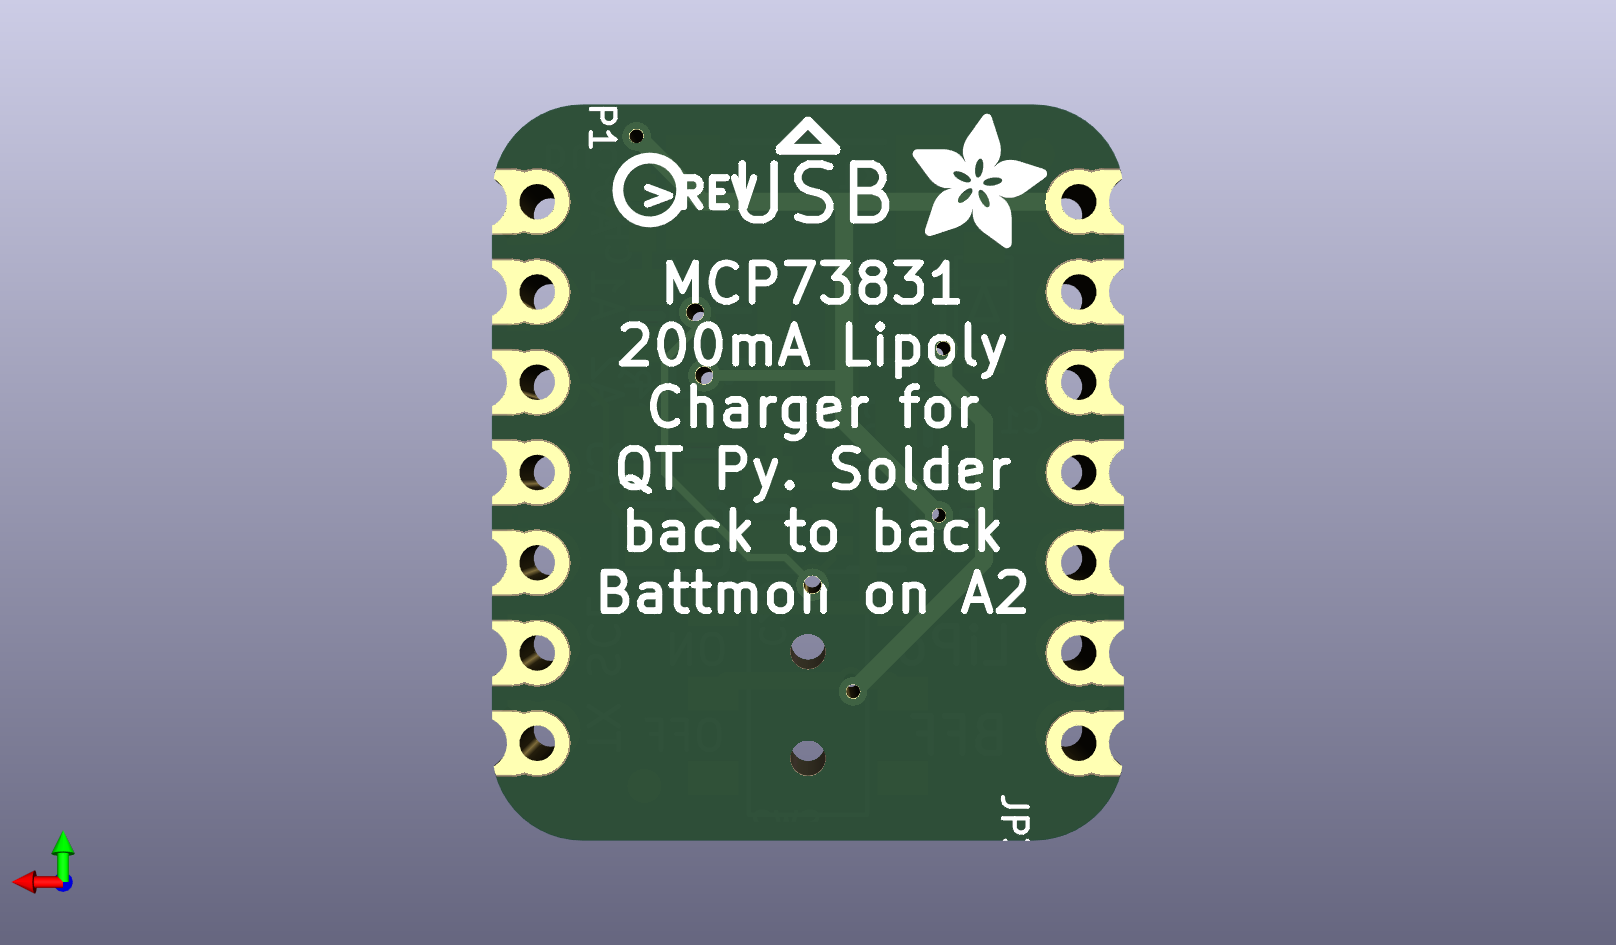 P1
>REV
USB
MCP73831
200mA Lipoly
Charger for
QT Py. Solder
back to back
Battmon on A2